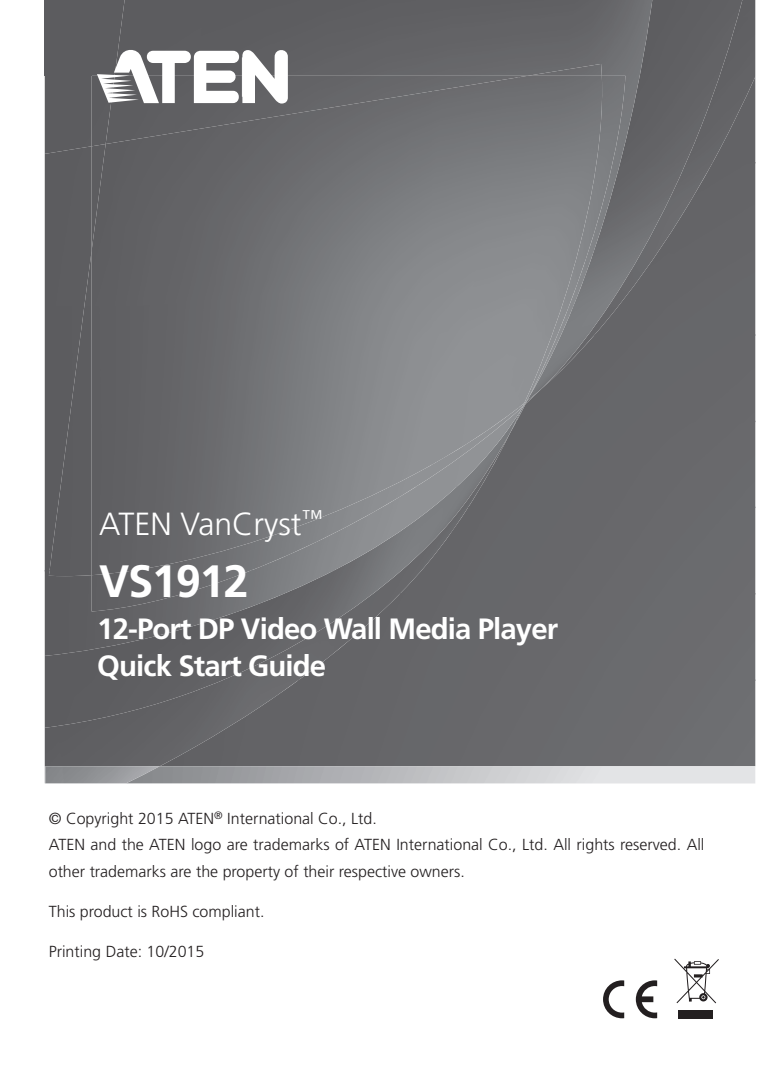 ATEN
ATEN VanCryst™
VS1912
12-Port DP Video Wall Media Player
Quick Start Guide
© Copyright 2015 ATEN® International Co., Ltd.
ATEN and the ATEN logo are trademarks of ATEN International Co., Ltd. All rights reserved. All
other trademarks are the property of their respective owners.
This product is RoHS compliant.
Printing Date: 10/2015
CE